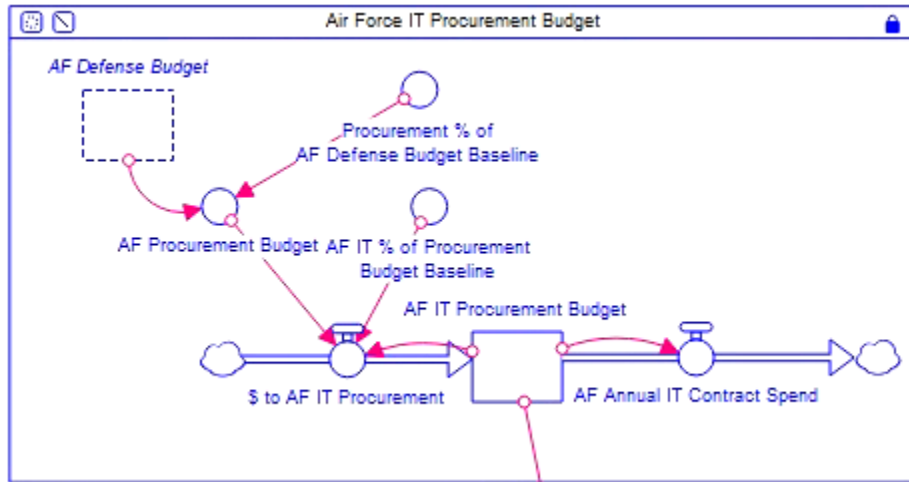 Air Force IT Procurement Budget
AF Defense Budget
Procurement % of
AF Defense Budget Baseline
AF Procurement Budget
AF IT % of Procurement
Budget Baseline
AF IT Procurement Budget
$ to AF IT Procurement
AF Annual IT Contract Spend